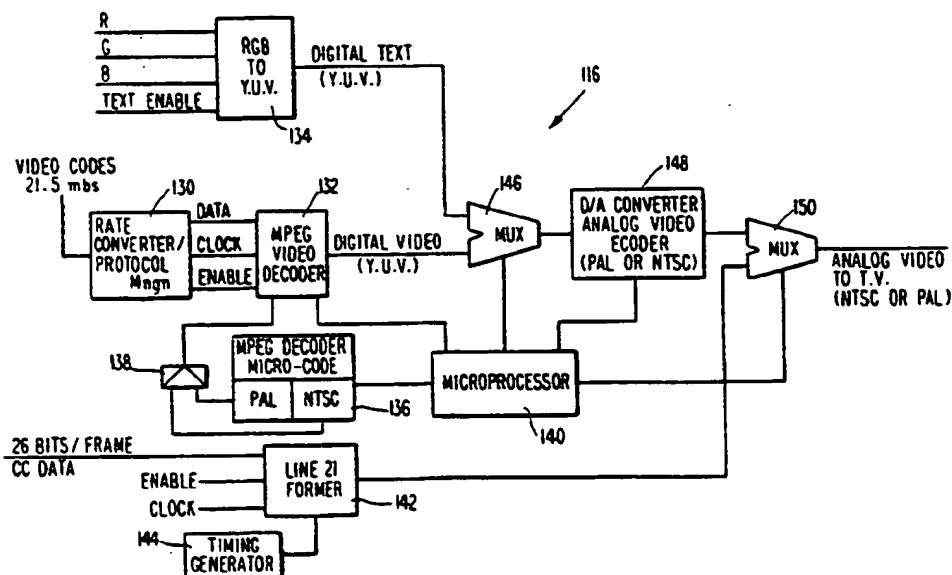 R
G
B
TEXT ENABLE
RGB
TO
Y.U.V.
134
DIGITAL TEXT
(Y.U.V.)
116
VIDEO CODES
21.5 mbs
130
RATE
CONVERTER/
PROTOCOL
Mngn
DATA
CLOCK
ENABLE
132
MPEG
VIDEO
DECODER
DIGITAL VIDEO
(Y.U.V.)
146
MUX
148
D/A CONVERTER
ANALOG VIDEO
ECODER
(PAL OR NTSC)
150
MUX
ANALOG VIDEO
TO T.V.
(NTSC OR PAL)
138
MPEG DECODER
MICRO-CODE
PAL
NTSC
136
MICROPROCESSOR
140
26 BITS/FRAME
CC DATA
ENABLE
CLOCK
LINE 21
FORMER
142
144
TIMING
GENERATOR